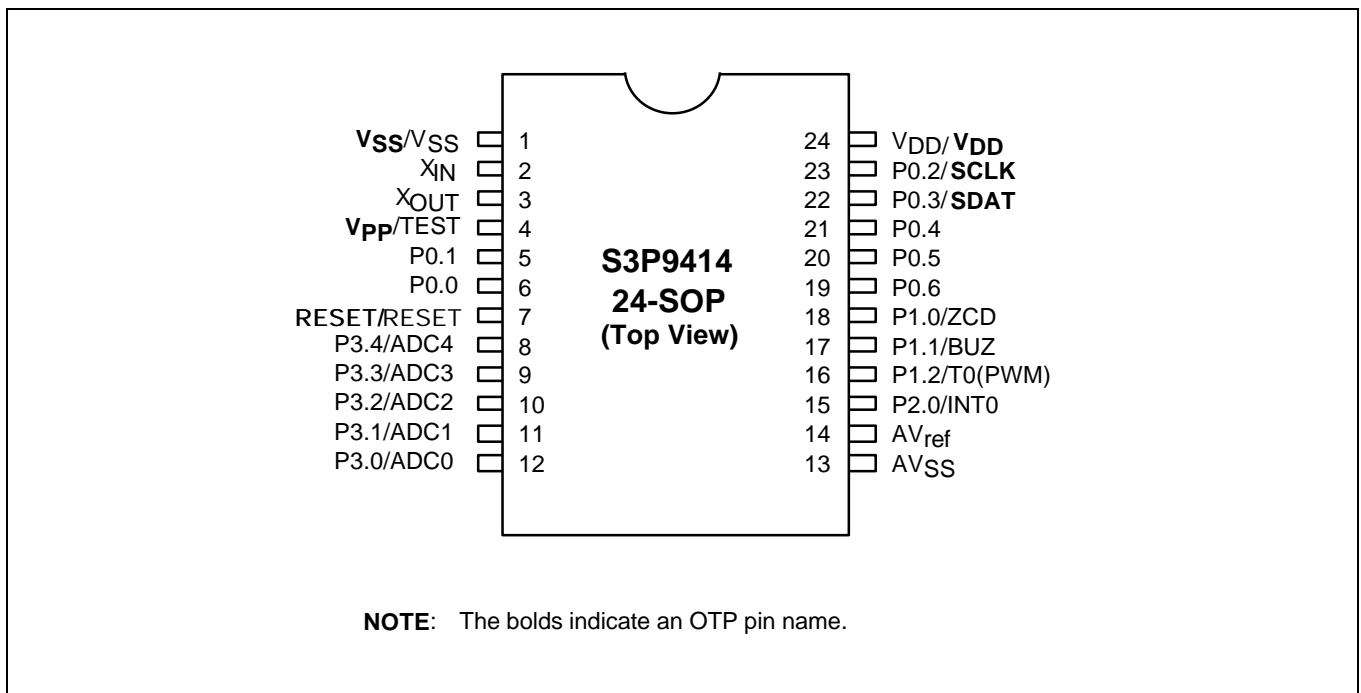 VSS/VSS 1
XIN 2
XOUT 3
VPP/TEST 4
P0.1 5
P0.0 6
RESET/RESET 7
P3.4/ADC4 8
P3.3/ADC3 9
P3.2/ADC2 10
P3.1/ADC1 11
P3.0/ADC0 12
S3P9414
24-SOP
(Top View)
24 VDD/VDD
23 P0.2/SCLK
22 P0.3/SDAT
21 P0.4
20 P0.5
19 P0.6
18 P1.0/ZCD
17 P1.1/BUZ
16 P1.2/T0(PWM)
15 P2.0/INT0
14 AVref
13 AVSS
NOTE: The bolds indicate an OTP pin name.